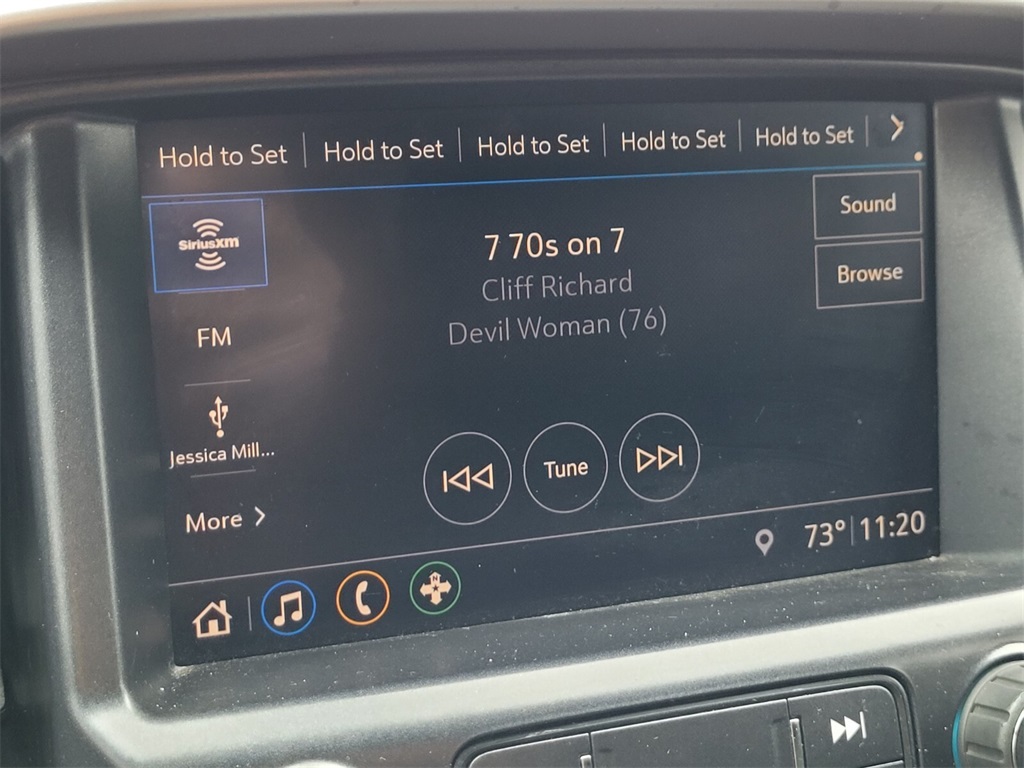 Hold to Set Hold to Set Hold to Set Hold to Set Hold to Set
SiriusXM
Sound
7 70s on 7
Cliff Richard
Browse
Devil Woman (76)
FM
Jessica Mill...
Tune
More
73° 11:20